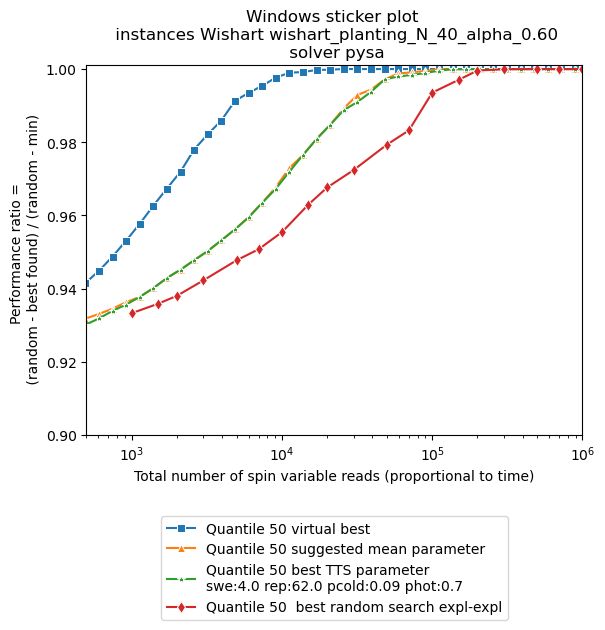 Windows sticker plot
instances Wishart wishart_planting_N_40_alpha_0.60
solver pysa
Performance ratio =
(random - best found) / (random - min)
1.00
0.98
0.96
0.94
0.92
0.90
10³
10⁴
10⁵
10⁶
Total number of spin variable reads (proportional to time)
Quantile 50 virtual best
Quantile 50 suggested mean parameter
Quantile 50 best TTS parameter
swe:4.0 rep:62.0 pcold:0.09 phot:0.7
Quantile 50  best random search expl-expl